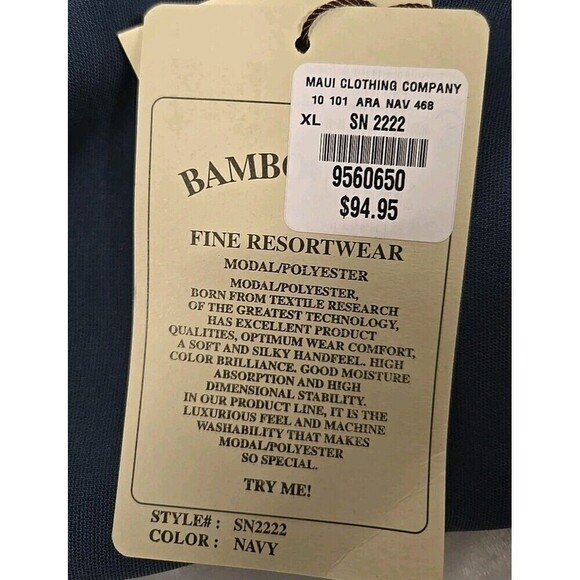 MAUI CLOTHING COMPANY
10 101 ARA NAV 468
XL SN 2222
9560650
$94.95
FINE RESORTWEAR
MODAL/POLYESTER
MODAL/POLYESTER,
BORN FROM TEXTILE RESEARCH
OF THE GREATEST TECHNOLOGY,
HAS EXCELLENT PRODUCT
QUALITIES, OPTIMUM WEAR COMFORT,
A SOFT AND SILKY HANDFEEL. HIGH
COLOR BRILLIANCE. GOOD MOISTURE
ABSORPTION AND HIGH
DIMENSIONAL STABILITY.
IN OUR PRODUCT LINE, IT IS THE
LUXURIOUS FEEL AND MACHINE
WASHABILITY THAT MAKES
MODAL/POLYESTER
SO SPECIAL.
TRY ME!
STYLE# : SN2222
COLOR : NAVY